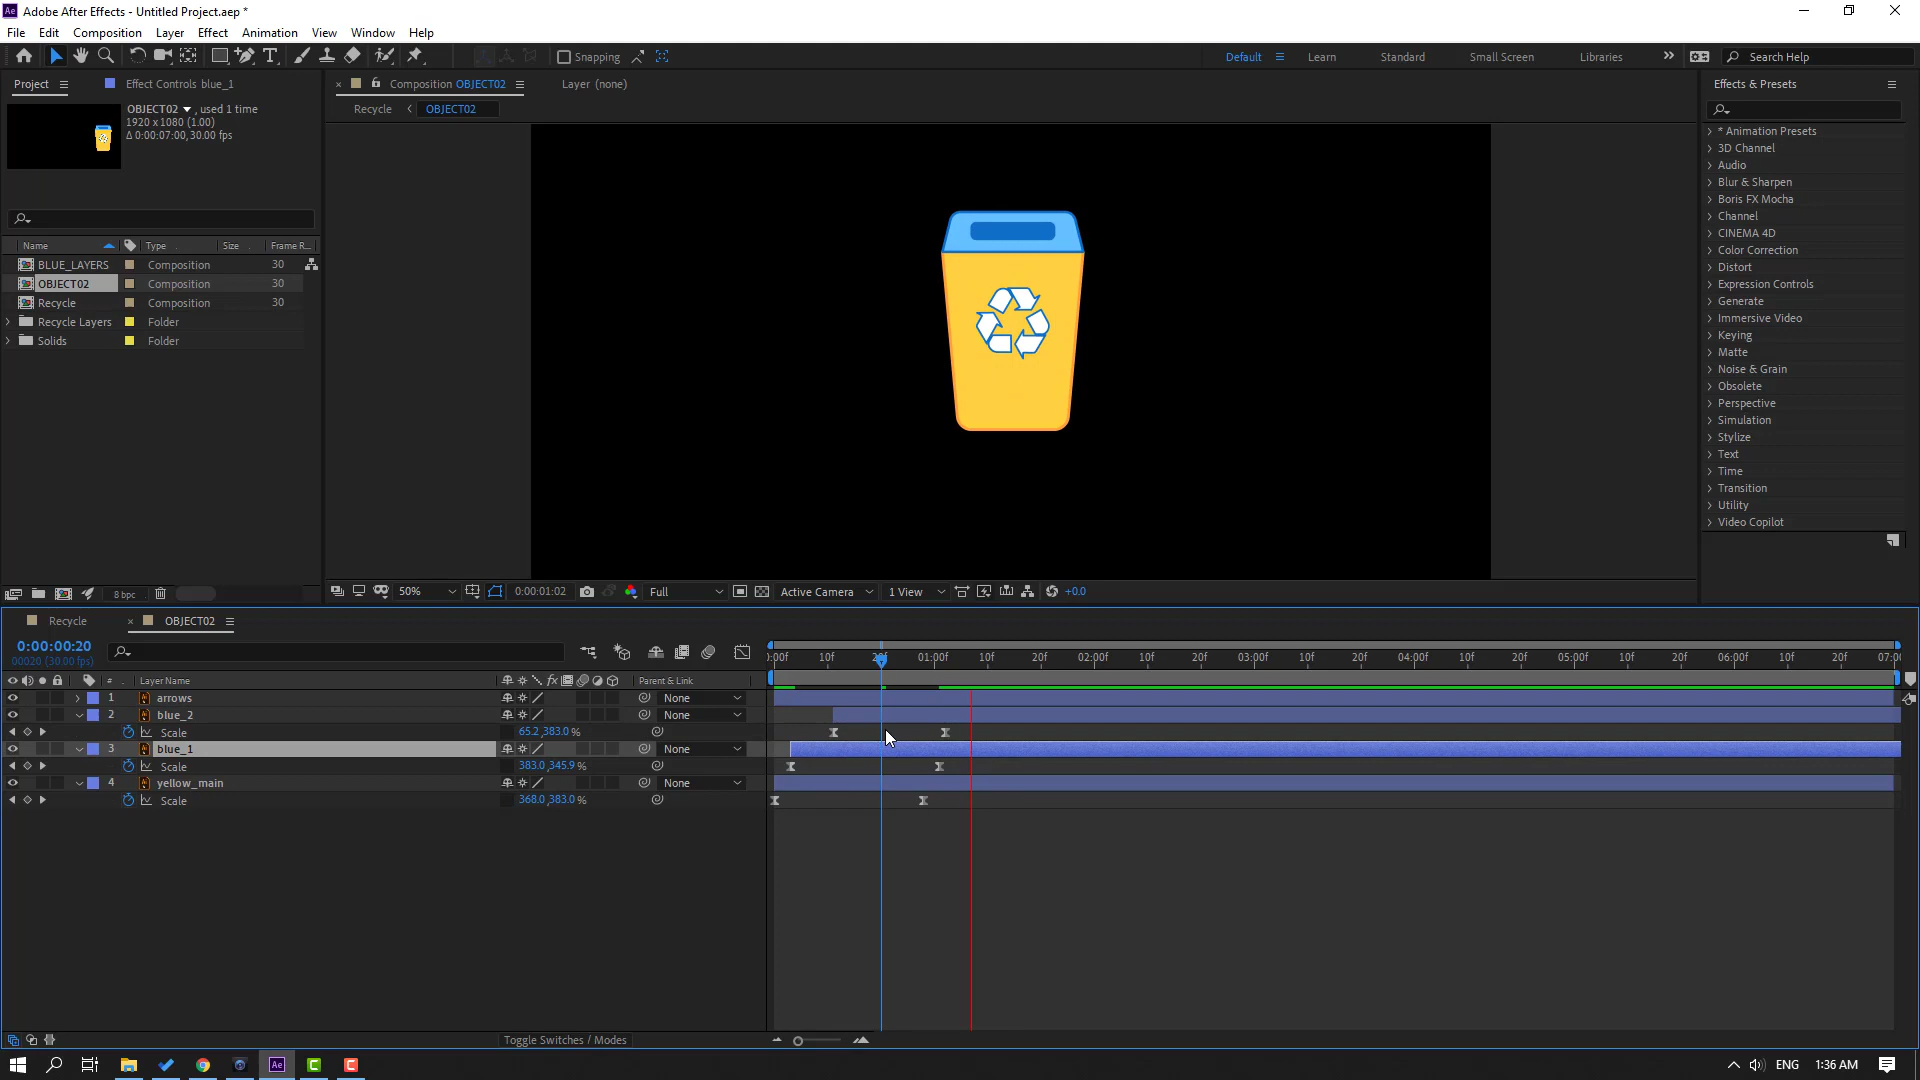 Adobe After Effects - Untitled Project.aep *
File Edit Composition Layer Effect Animation View Window Help
Snapping Default Learn Standard Small Screen Libraries Search Help
Project Effect Controls blue_1
Composition OBJECT02 Layer (none)
Effects & Presets
Recycle OBJECT02
OBJECT02 , used 1 time
1920 x 1080 (1.00)
Δ 0:00:07:00, 30.00 fps
Name Type Size Frame R...
BLUE_LAYERS Composition 30
OBJECT02 Composition 30
Recycle Composition 30
Recycle Layers Folder
Solids Folder
* Animation Presets
3D Channel
Audio
Blur & Sharpen
Boris FX Mocha
Channel
CINEMA 4D
Color Correction
Distort
Expression Controls
Generate
Immersive Video
Keying
Matte
Noise & Grain
Obsolete
Perspective
Simulation
Stylize
Text
Time
Transition
Utility
Video Copilot
8 bpc
50% 0:00:01:02 Full Active Camera 1 View +0.0
Recycle OBJECT02
0:00:00:20
00020 (30.00 fps)
# Layer Name fx Parent & Link
:00f 10f 20f 01:00f 10f 20f 02:00f 10f 20f 03:00f 10f 20f 04:00f 10f 20f 05:00f 10f 20f 06:00f 10f 20f 07:0
1 arrows None
2 blue_2 None
Scale 65.2,383.0 %
3 blue_1 None
Scale 383.0,345.9 %
4 yellow_main None
Scale 368.0,383.0 %
Toggle Switches / Modes
Ae C C ENG 1:36 AM